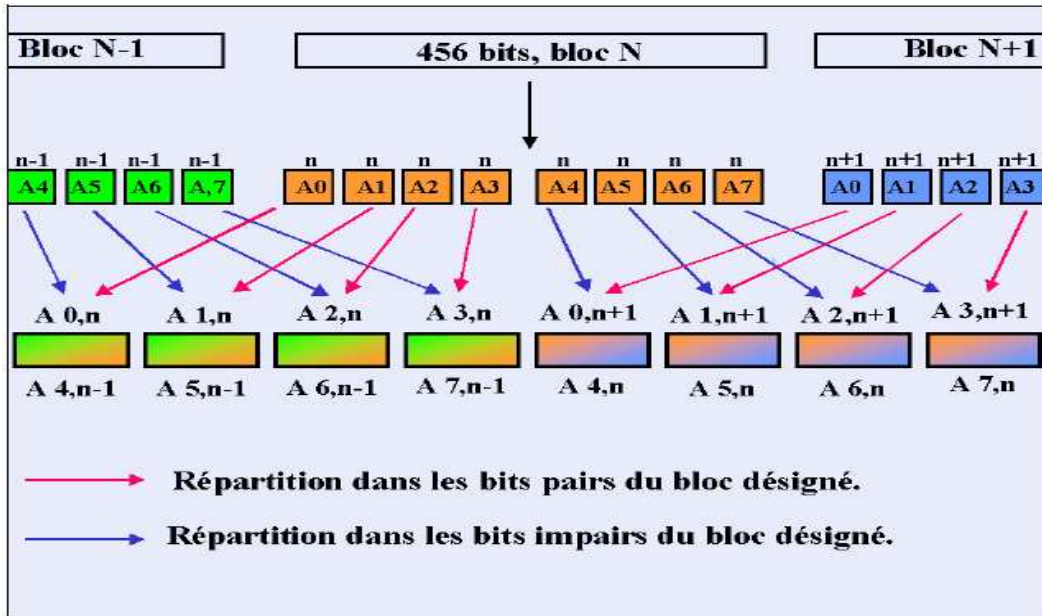 Bloc N-1 456 bits, bloc N Bloc N+1
n-1 n-1 n-1 n-1 n n n n n n n n n+1 n+1 n+1 n+1
A4 A5 A6 A,7 A0 A1 A2 A3 A4 A5 A6 A7 A0 A1 A2 A3
A 0,n A 1,n A 2,n A 3,n A 0,n+1 A 1,n+1 A 2,n+1 A 3,n+1
A 4,n-1 A 5,n-1 A 6,n-1 A 7,n-1 A 4,n A 5,n A 6,n A 7,n
Répartition dans les bits pairs du bloc désigné.
Répartition dans les bits impairs du bloc désigné.